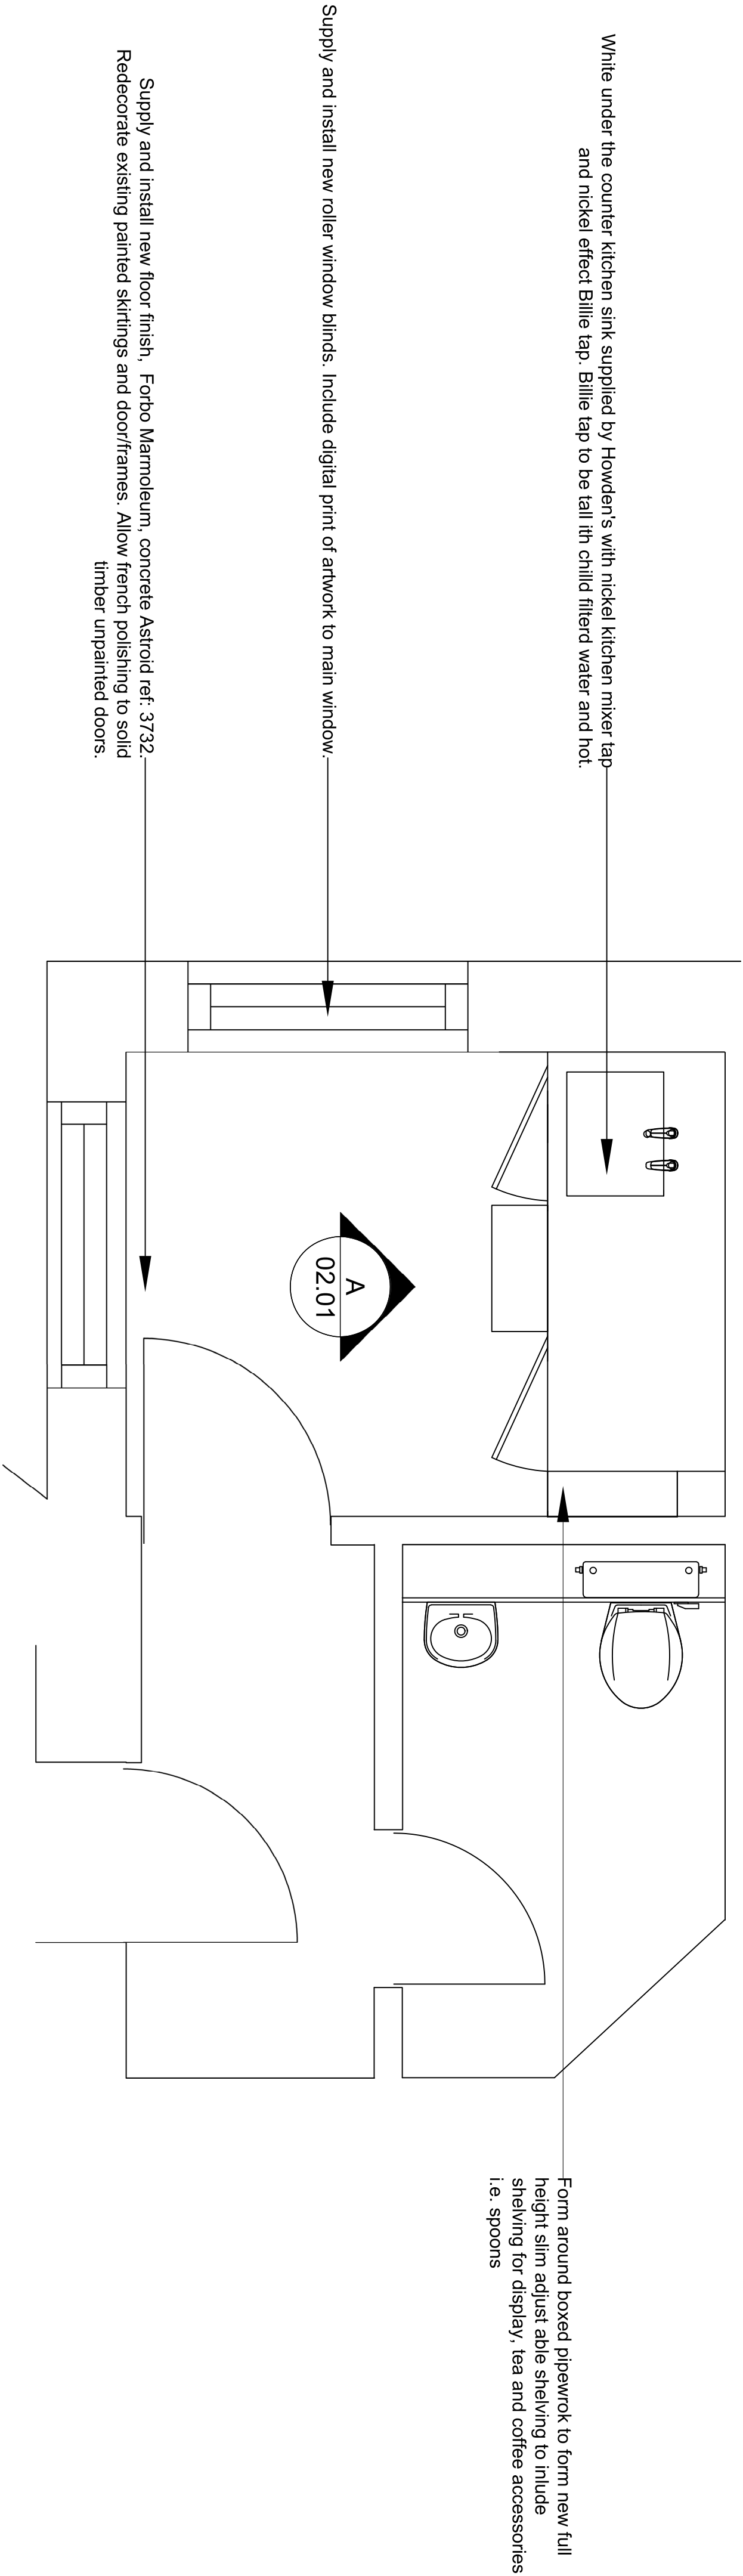 White under the counter kitchen sink supplied by Howden's with nickel kitchen mixer tap
and nickel effect Billie tap. Billie tap to be tall ith chilld filterd water and hot.
Supply and install new roller window blinds. Include digital print of artwork to main window.
Supply and install new floor finish, Forbo Marmoleum, concrete Astroid ref: 3732.
Redecorate existing painted skirtings and door/frames. Allow french polishing to solid
timber unpainted doors.
A
02.01
Form around boxed pipewrok to form new full
height slim adjust able shelving to inlude
shelving for display, tea and coffee accessories
i.e. spoons